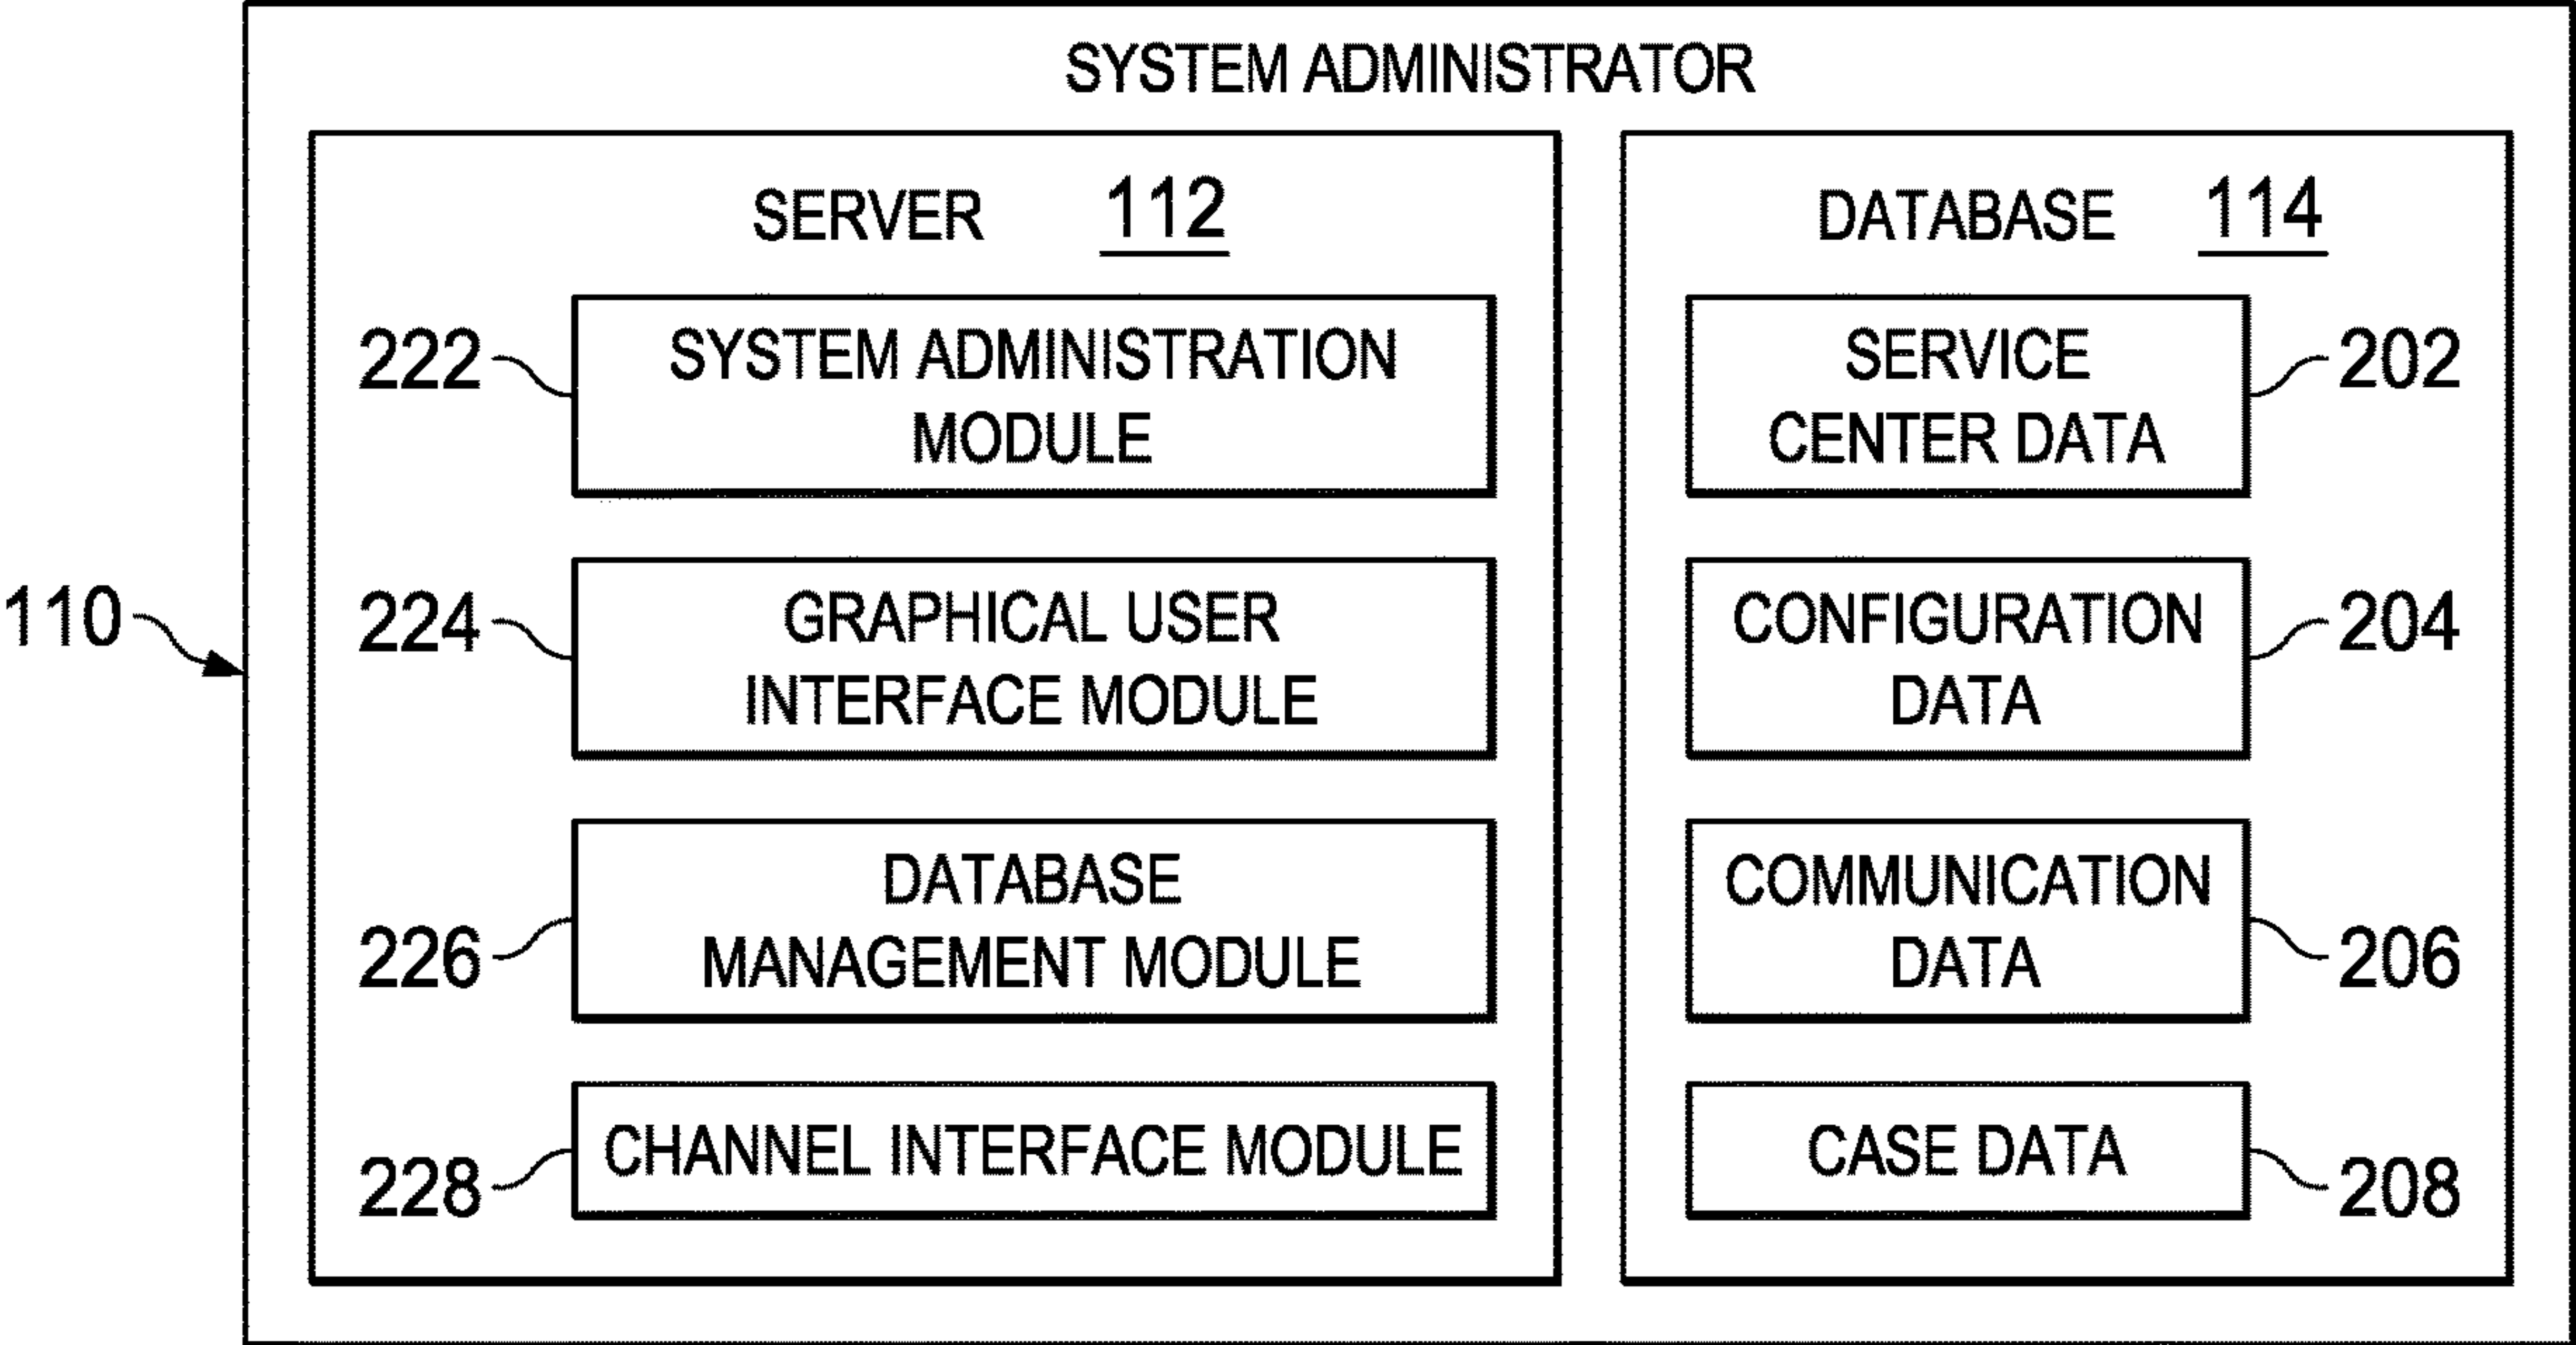 SYSTEM ADMINISTRATOR
110
SERVER 112
222
SYSTEM ADMINISTRATION
MODULE
224
GRAPHICAL USER
INTERFACE MODULE
226
DATABASE
MANAGEMENT MODULE
228
CHANNEL INTERFACE MODULE
DATABASE 114
SERVICE
CENTER DATA
202
CONFIGURATION
DATA
204
COMMUNICATION
DATA
206
CASE DATA
208